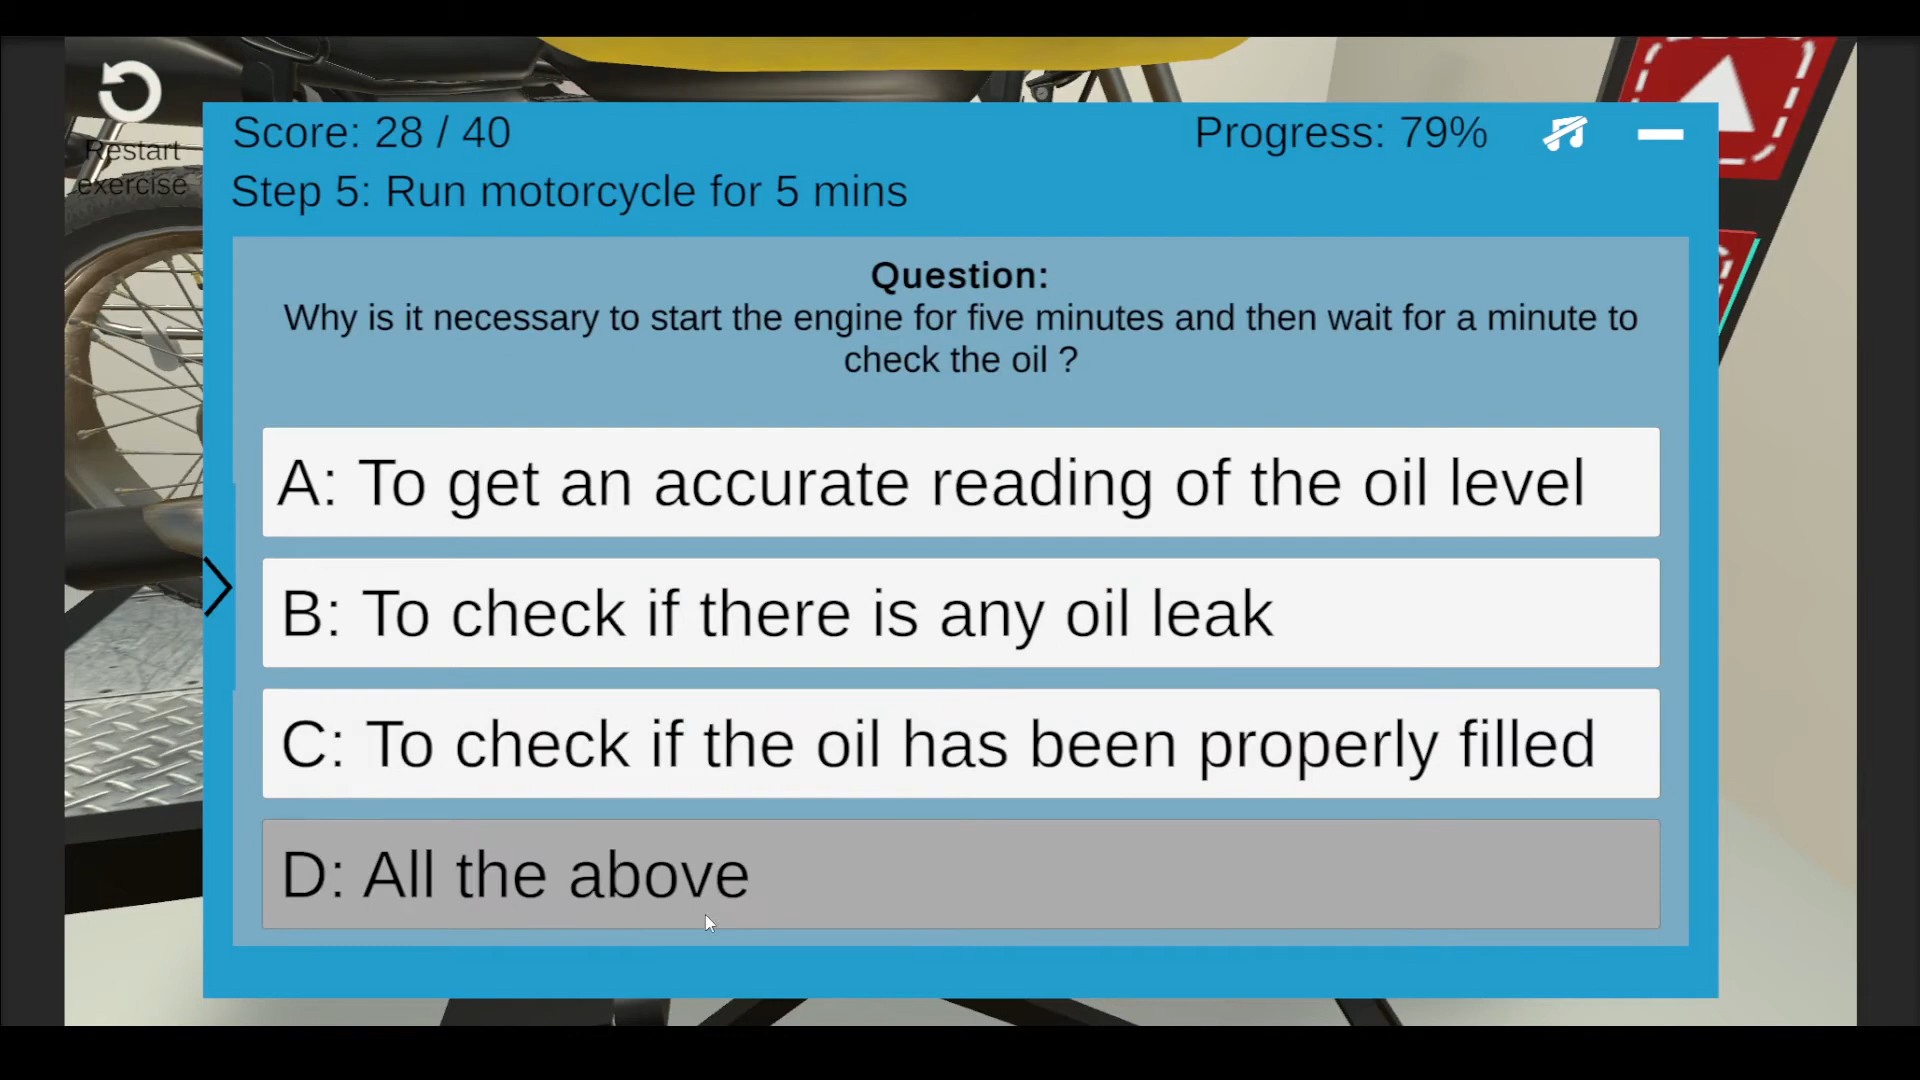 Restart
exercise
Score: 28 / 40
Progress: 79%
Step 5: Run motorcycle for 5 mins
Question:
Why is it necessary to start the engine for five minutes and then wait for a minute to
check the oil ?
A: To get an accurate reading of the oil level
B: To check if there is any oil leak
C: To check if the oil has been properly filled
D: All the above